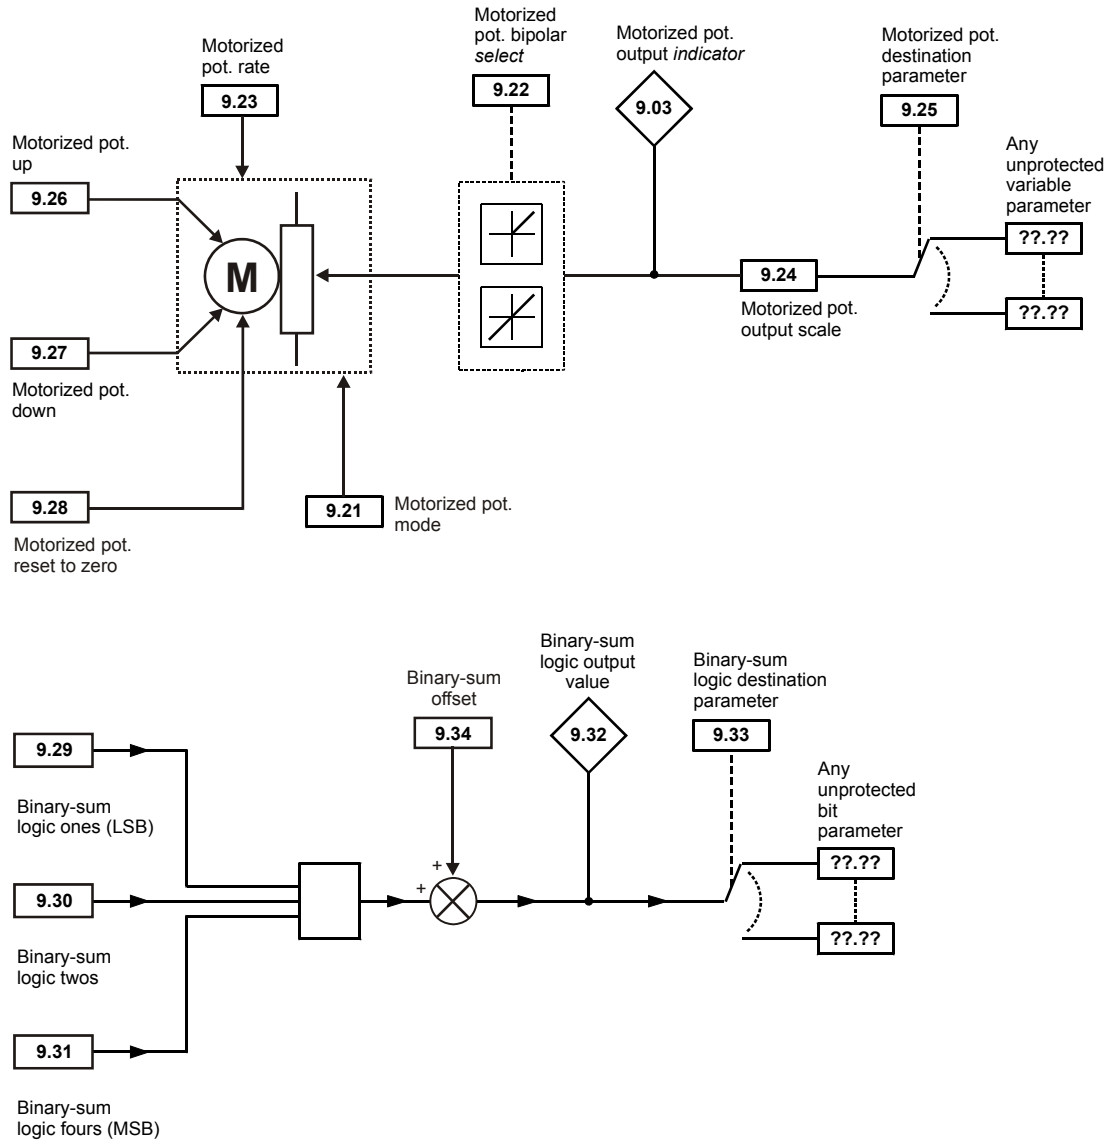 Motorized
pot. rate
9.23
Motorized
pot. bipolar
select
9.22
Motorized pot.
output indicator
9.03
Motorized pot.
destination
parameter
9.25
Motorized pot.
up
9.26
M
9.27
Motorized pot.
down
9.28
Motorized pot.
reset to zero
9.21
Motorized pot.
mode
9.24
Motorized pot.
output scale
Any
unprotected
variable
parameter
??.??
??.??
Binary-sum
offset
9.34
Binary-sum
logic output
value
9.32
Binary-sum
logic destination
parameter
9.33
9.29
Binary-sum
logic ones (LSB)
9.30
Binary-sum
logic twos
9.31
Binary-sum
logic fours (MSB)
+
+
Any
unprotected
bit
parameter
??.??
??.??